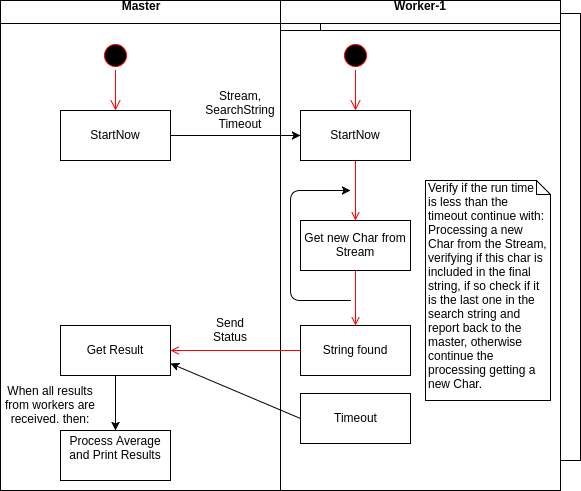 Master
Worker-1
Stream,
SearchString
Timeout
StartNow
StartNow
Verify if the run time
is less than the
timeout continue with:
Processing a new
Char from the Stream,
verifying if this char is
included in the final
string, if so check if it
is the last one in the
search string and
report back to the
master, otherwise
continue the
processing getting a
new Char.
Get new Char from
Stream
Send
Status
Get Result
String found
When all results
from workers are
received. then:
Timeout
Process Average
and Print Results